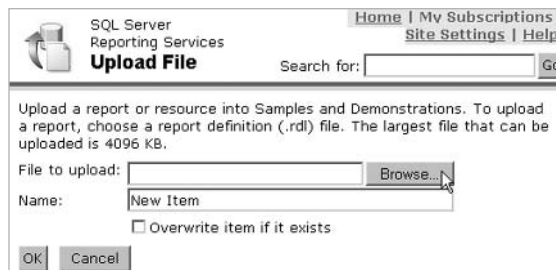 SQL Server
Reporting Services
Upload File
Home | My Subscriptions
Site Settings | Help
Search for:
Go
Upload a report or resource into Samples and Demonstrations. To upload
a report, choose a report definition (.rdl) file. The largest file that can be
uploaded is 4096 KB.
File to upload: Browse...
Name: New Item
Overwrite item if it exists
OK Cancel